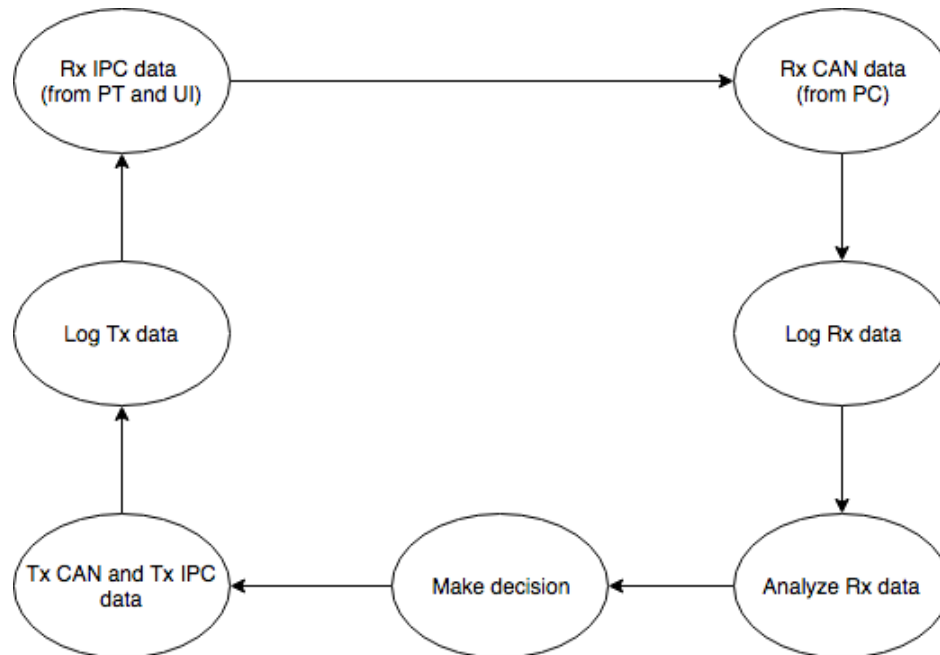 Rx IPC data
(from PT and UI)
Rx CAN data
(from PC)
Log Tx data
Log Rx data
Tx CAN and Tx IPC
data
Make decision
Analyze Rx data